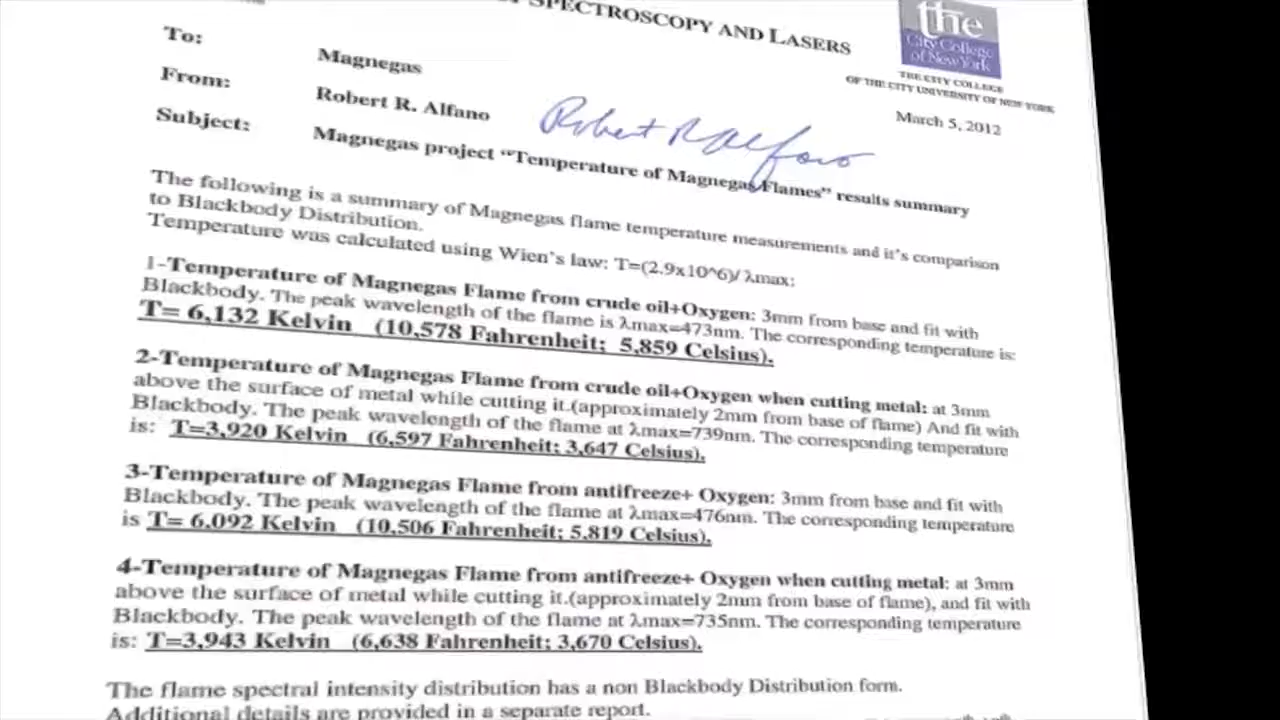 SPECTROSCOPY AND LASERS
the
City College
of New York
THE CITY COLLEGE
OF THE CITY UNIVERSITY OF NEW YORK
March 5, 2012
To: Magnegas
From: Robert R. Alfano
Robert R Alfano
Subject: Magnegas project “Temperature of Magnegas Flames” results summary
The following is a summary of Magnegas flame temperature measurements and it’s comparison
to Blackbody Distribution.
Temperature was calculated using Wien’s law: T=(2.9x10^6)/ λmax:
1-Temperature of Magnegas Flame from crude oil+Oxygen: 3mm from base and fit with
Blackbody. The peak wavelength of the flame is λmax=473nm. The corresponding temperature is:
T= 6,132 Kelvin (10,578 Fahrenheit; 5,859 Celsius).
2-Temperature of Magnegas Flame from crude oil+Oxygen when cutting metal: at 3mm
above the surface of metal while cutting it.(approximately 2mm from base of flame) And fit with
Blackbody. The peak wavelength of the flame at λmax=739nm. The corresponding temperature
is: T=3,920 Kelvin (6,597 Fahrenheit; 3,647 Celsius).
3-Temperature of Magnegas Flame from antifreeze+ Oxygen: 3mm from base and fit with
Blackbody. The peak wavelength of the flame at λmax=476nm. The corresponding temperature
is T= 6.092 Kelvin (10,506 Fahrenheit; 5.819 Celsius).
4-Temperature of Magnegas Flame from antifreeze+ Oxygen when cutting metal: at 3mm
above the surface of metal while cutting it.(approximately 2mm from base of flame), and fit with
Blackbody. The peak wavelength of the flame at λmax=735nm. The corresponding temperature
is: T=3,943 Kelvin (6,638 Fahrenheit; 3,670 Celsius).
The flame spectral intensity distribution has a non Blackbody Distribution form.
Additional details are provided in a separate report.